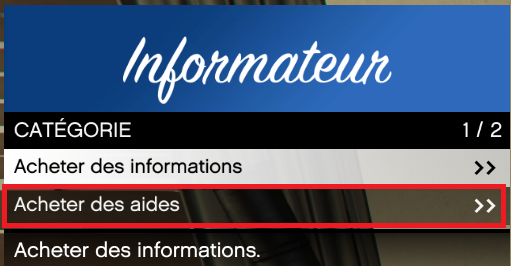 Informateur
CATÉGORIE 1 / 2
Acheter des informations >>
Acheter des aides >>
Acheter des informations.